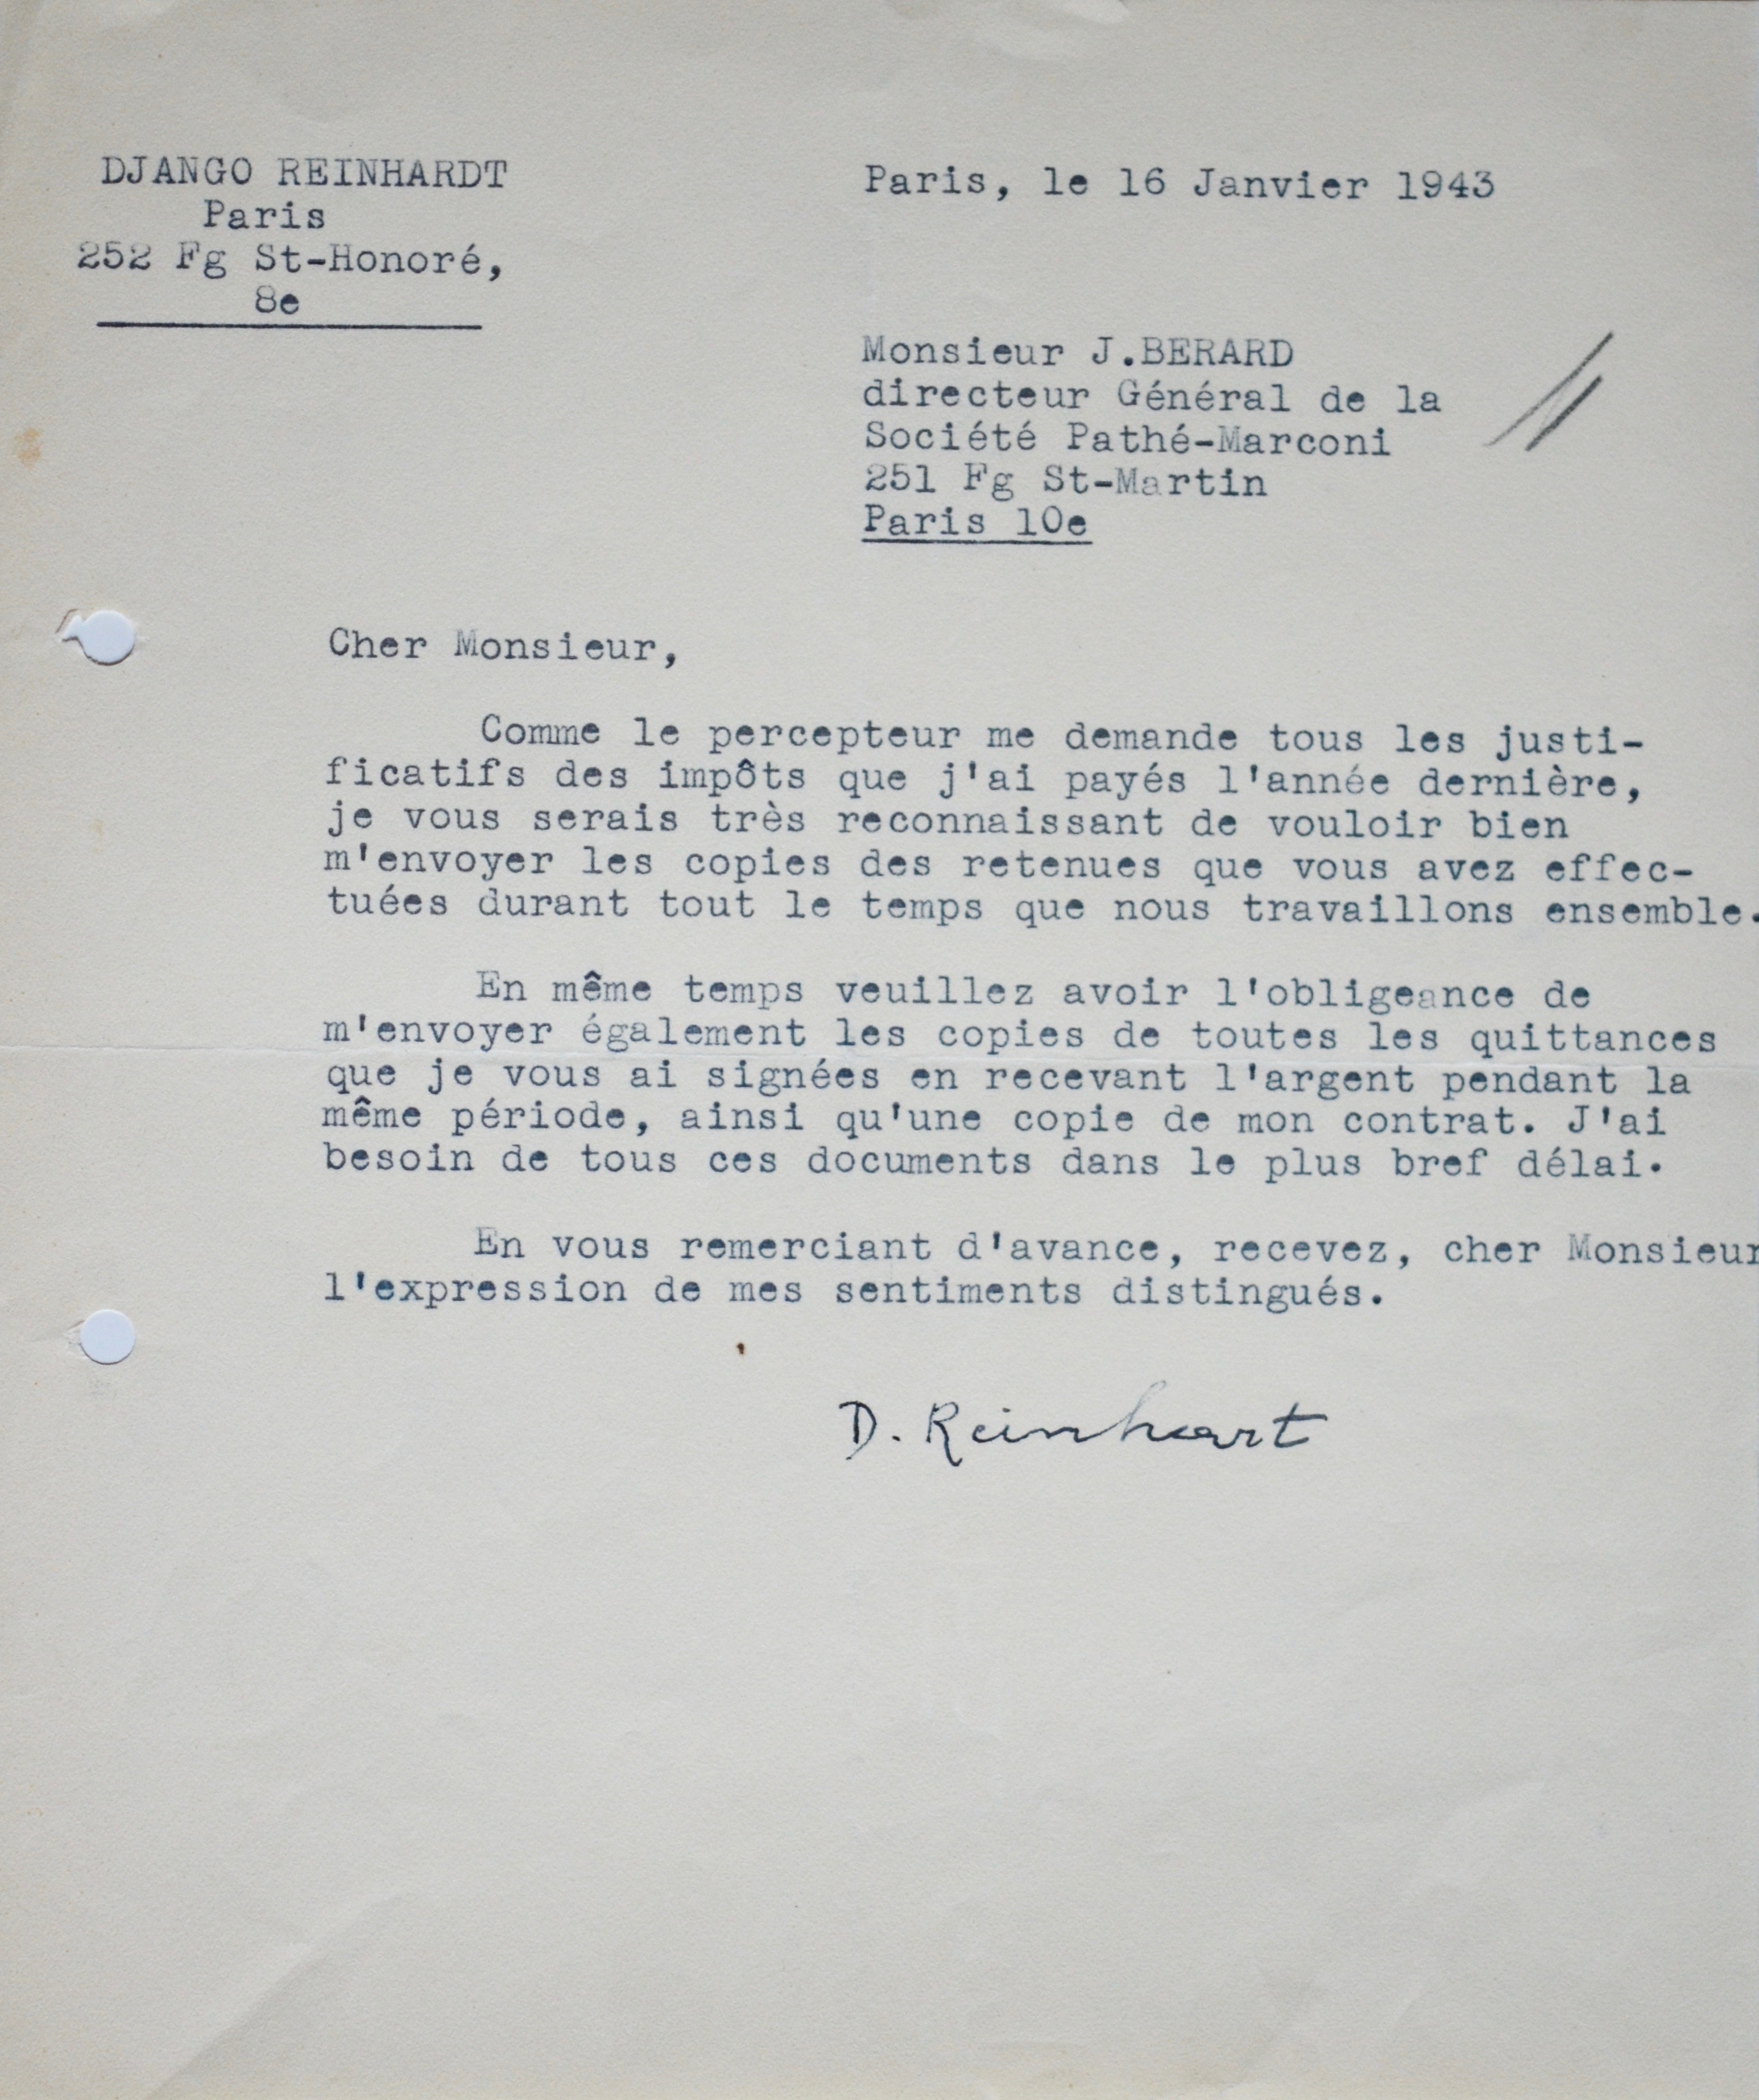 DJANGO REINHARDT
Paris
252 Fg St-Honoré,
8e
Paris, le 16 Janvier 1943
Monsieur J.BERARD
directeur Général de la
Société Pathé-Marconi
251 Fg St-Martin
Paris 10e
Cher Monsieur,
Comme le percepteur me demande tous les justi-
ficatifs des impôts que j'ai payés l'année dernière,
je vous serais très reconnaissant de vouloir bien
m'envoyer les copies des retenues que vous avez effec-
tuées durant tout le temps que nous travaillons ensemble.
En même temps veuillez avoir l'obligeance de
m'envoyer également les copies de toutes les quittances
que je vous ai signées en recevant l'argent pendant la
même période, ainsi qu'une copie de mon contrat. J'ai
besoin de tous ces documents dans le plus bref délai.
En vous remerciant d'avance, recevez, cher Monsieur
l'expression de mes sentiments distingués.
D. Reinhart